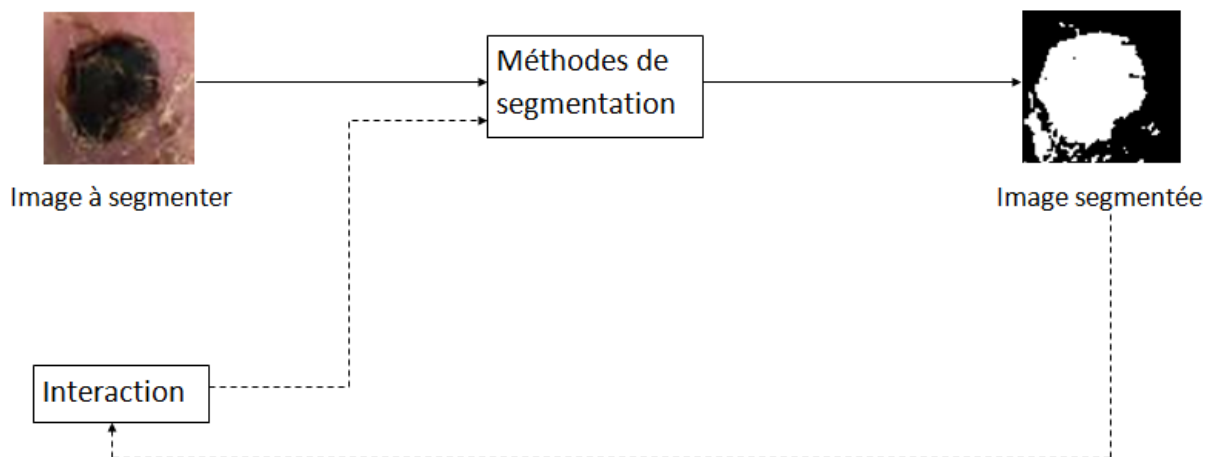 Méthodes de
segmentation
Image à segmenter
Image segmentée
Interaction